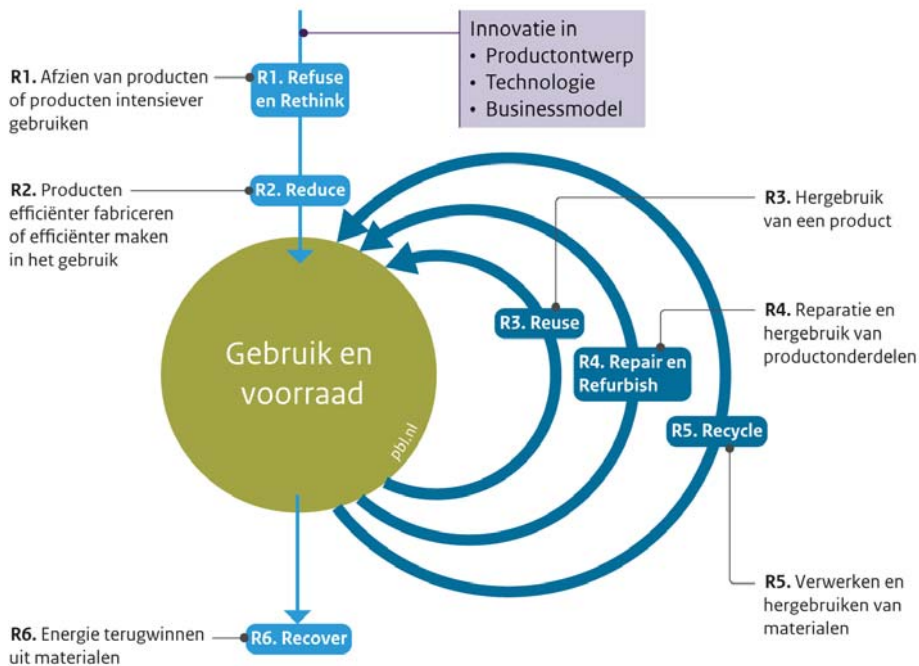 Innovatie in
• Productontwerp
• Technologie
• Businessmodel
R1. Afzien van producten
of producten intensiever
gebruiken
R1. Refuse
en Rethink
R2. Producten
efficiënter fabriceren
of efficiënter maken
in het gebruik
R2. Reduce
R3. Hergebruik
van een product
R3. Reuse
R4. Reparatie en
hergebruik van
productonderdelen
R4. Repair en
Refurbish
Gebruik en
voorraad
pbl.nl
R5. Recycle
R5. Verwerken en
hergebruiken van
materialen
R6. Energie terugwinnen
uit materialen
R6. Recover